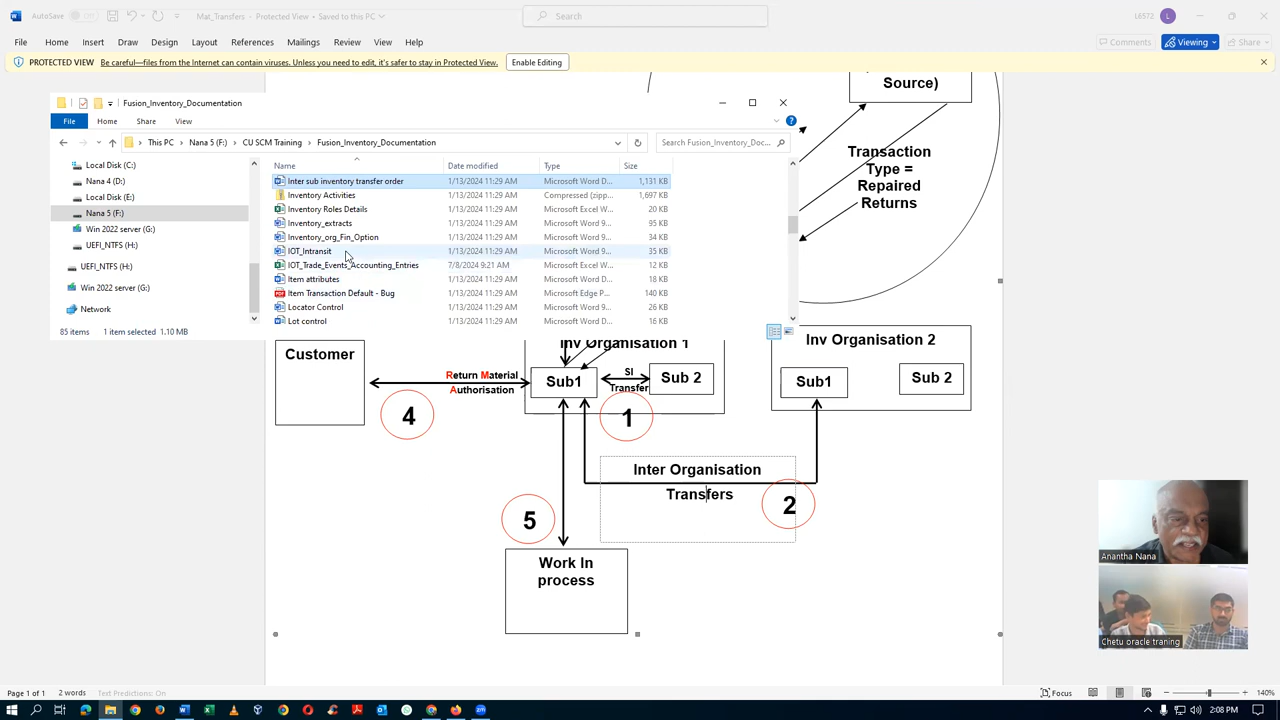 AutoSave
Off
Mat_Transfers - Protected View • Saved to this PC
Search
L6572
L
File Home Insert Draw Design Layout References Mailings Review View Help
Comments
Viewing
Share
PROTECTED VIEW Be careful—files from the Internet can contain viruses. Unless you need to edit, it's safer to stay in Protected View.
Enable Editing
Fusion_Inventory_Documentation
File Home Share View
This PC > Nana 5 (F:) > CU SCM Training > Fusion_Inventory_Documentation
Search Fusion_Inventory_Doc...
Local Disk (C:)
Nana 4 (D:)
Local Disk (E:)
Nana 5 (F:)
Win 2022 server (G:)
UEFI_NTFS (H:)
UEFI_NTFS (H:)
Win 2022 server (G:)
Network
Name Date modified Type Size
Inter sub inventory transfer order 1/13/2024 11:29 AM Microsoft Word D... 1,131 KB
Inventory Activities 1/13/2024 11:29 AM Compressed (zipp... 1,697 KB
Inventory Roles Details 1/13/2024 11:29 AM Microsoft Excel W... 20 KB
Inventory_extracts 1/13/2024 11:29 AM Microsoft Word 9... 95 KB
Inventory_org_Fin_Option 1/13/2024 11:29 AM Microsoft Word 9... 34 KB
IOT_Intransit 1/13/2024 11:29 AM Microsoft Word 9... 35 KB
IOT_Trade_Events_Accounting_Entries 7/8/2024 9:21 AM Microsoft Excel W... 12 KB
Item attributes 1/13/2024 11:29 AM Microsoft Word D... 18 KB
Item Transaction Default - Bug 1/13/2024 11:29 AM Microsoft Edge P... 140 KB
Locator Control 1/13/2024 11:29 AM Microsoft Word 9... 26 KB
Lot control 1/13/2024 11:29 AM Microsoft Word D... 16 KB
85 items 1 item selected 1.10 MB
Source)
Transaction
Type =
Repaired
Returns
Customer
Return Material
Authorisation
4
Inv Organisation 1
Sub1
SI
Transfer
Sub 2
1
Inv Organisation 2
Sub1
Sub 2
Inter Organisation
Transfers
2
5
Work In
process
Anantha Nana
Chetu oracle traning
Page 1 of 1 2 words Text Predictions: On
Focus
140%
2:08 PM